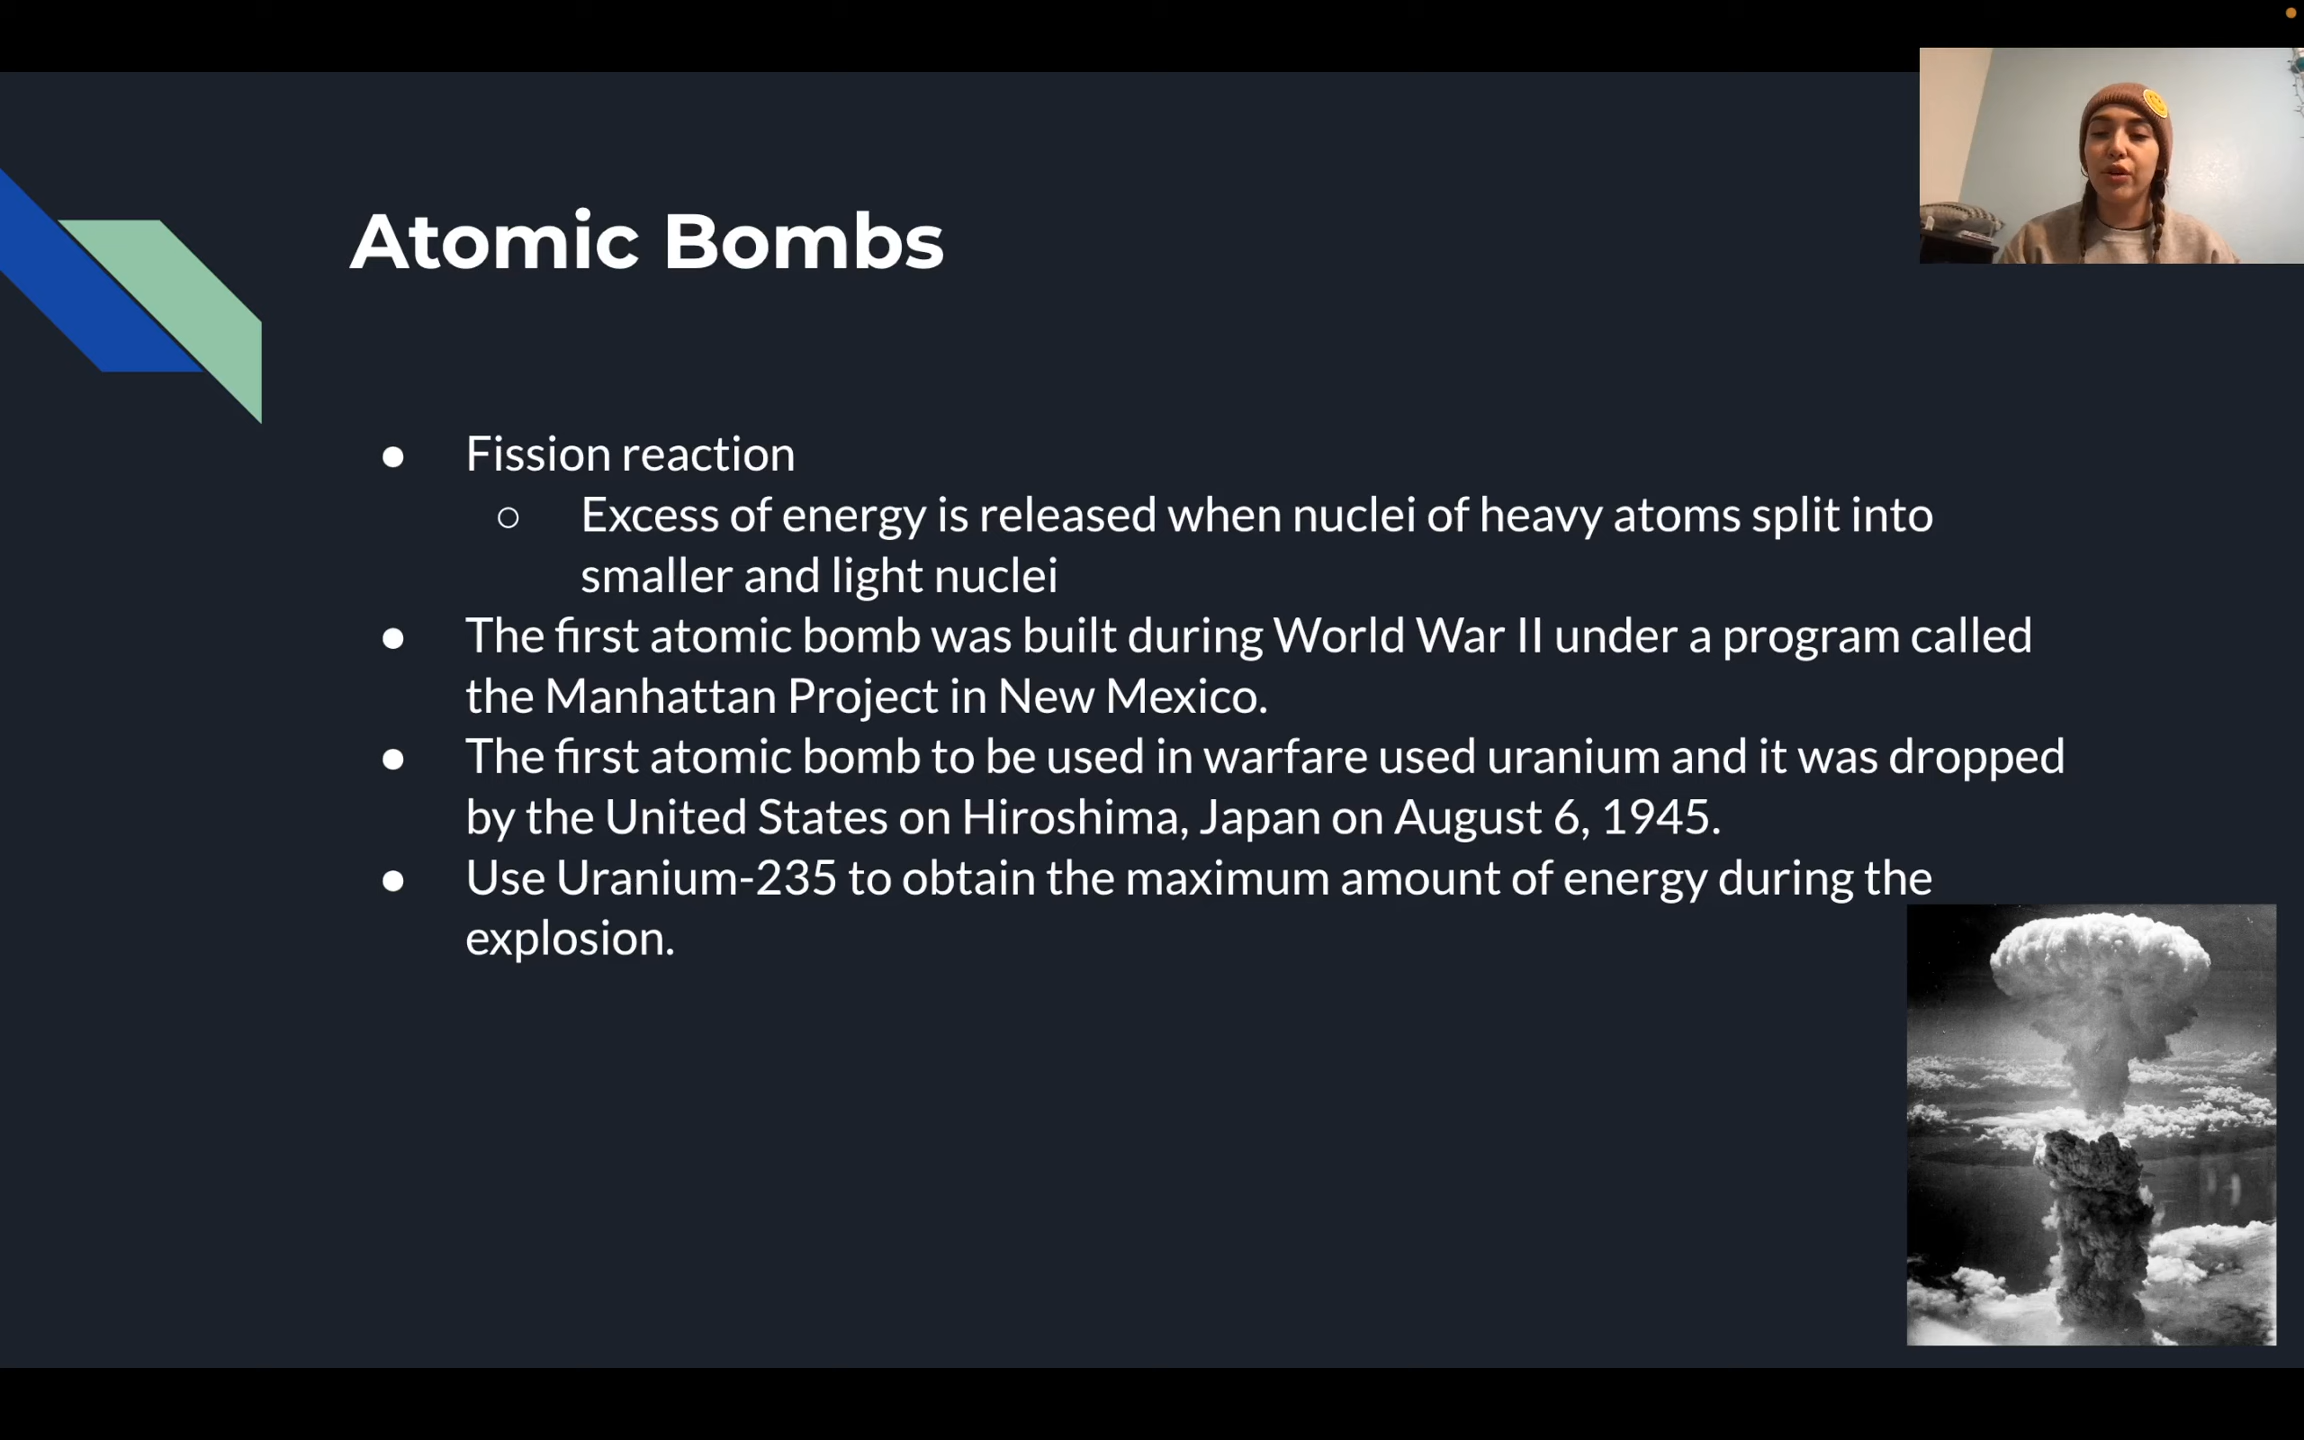 Atomic Bombs
● Fission reaction
○ Excess of energy is released when nuclei of heavy atoms split into
smaller and light nuclei
● The first atomic bomb was built during World War II under a program called
the Manhattan Project in New Mexico.
● The first atomic bomb to be used in warfare used uranium and it was dropped
by the United States on Hiroshima, Japan on August 6, 1945.
● Use Uranium-235 to obtain the maximum amount of energy during the
explosion.